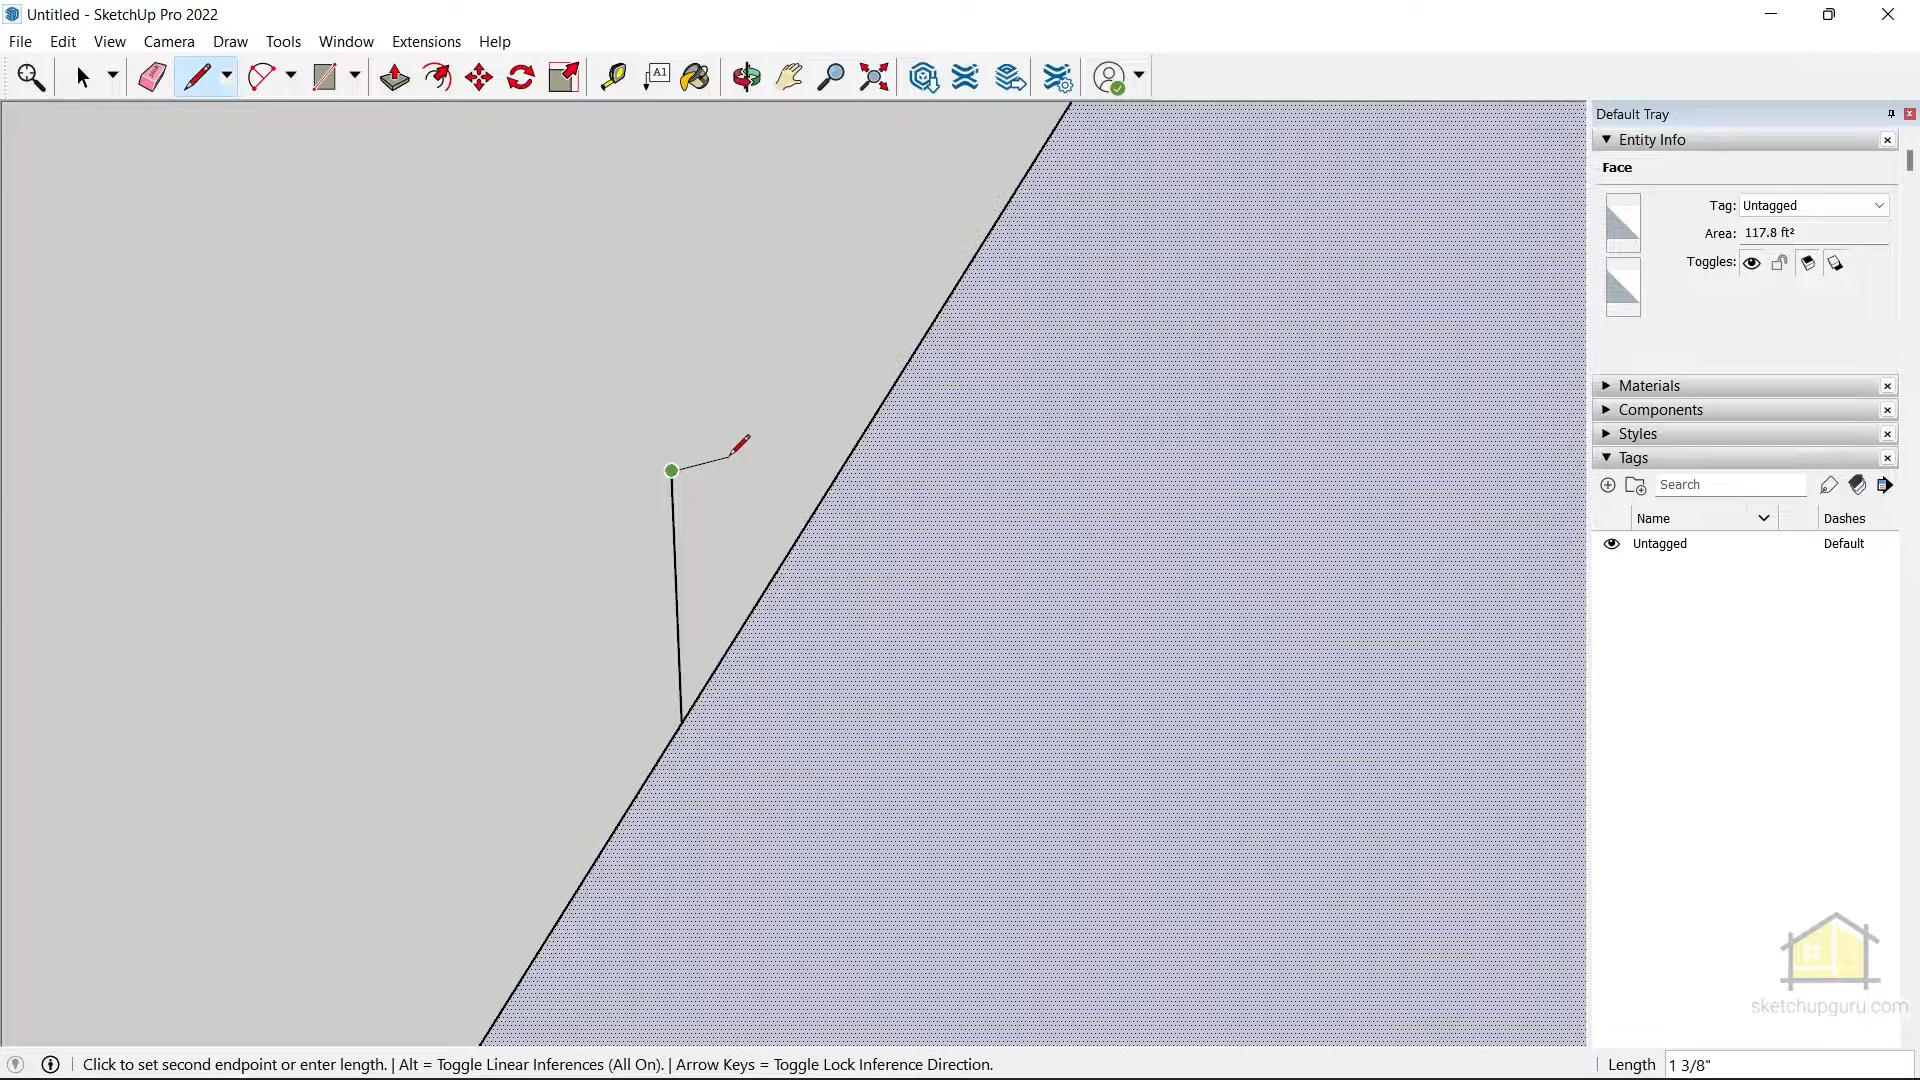 Untitled - SketchUp Pro 2022
File Edit View Camera Draw Tools Window Extensions Help
A1
Default Tray
Entity Info
Face
Tag: Untagged
Area: 117.8 ft²
Toggles:
Materials
Components
Styles
Tags
Search
Name Dashes
Untagged Default
sketchupguru.com
Click to set second endpoint or enter length. | Alt = Toggle Linear Inferences (All On). | Arrow Keys = Toggle Lock Inference Direction.
Length 1 3/8"